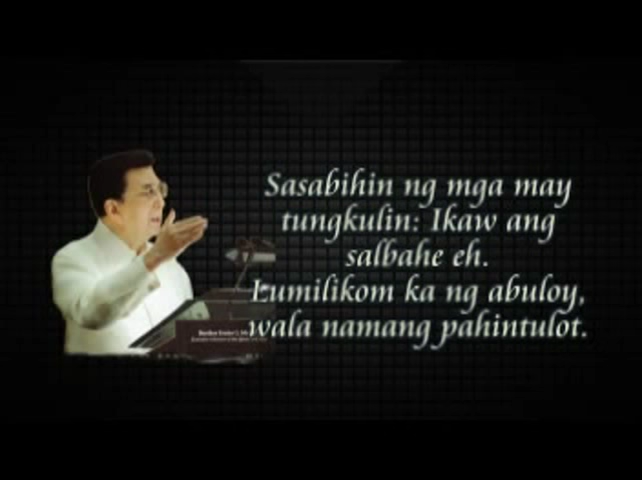 Sasabihin ng mga may
tungkulin: Ikaw ang
salbahe eh.
Lumilikom ka ng abuloy,
wala namang pahintulot.